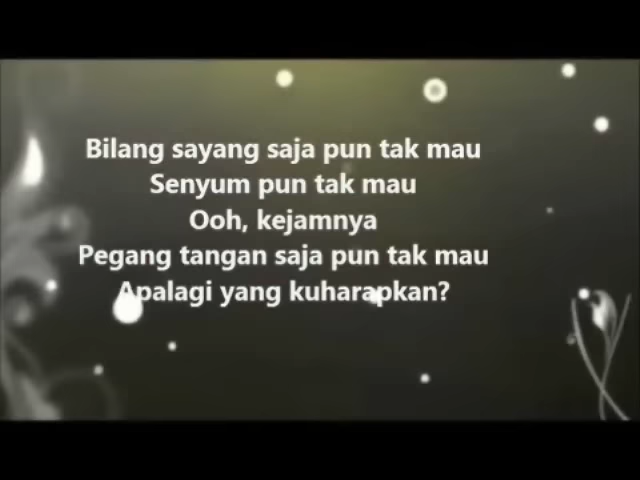 Bilang sayang saja pun tak mau
Senyum pun tak mau
Ooh, kejamnya
Pegang tangan saja pun tak mau
Apalagi yang kuharapkan?